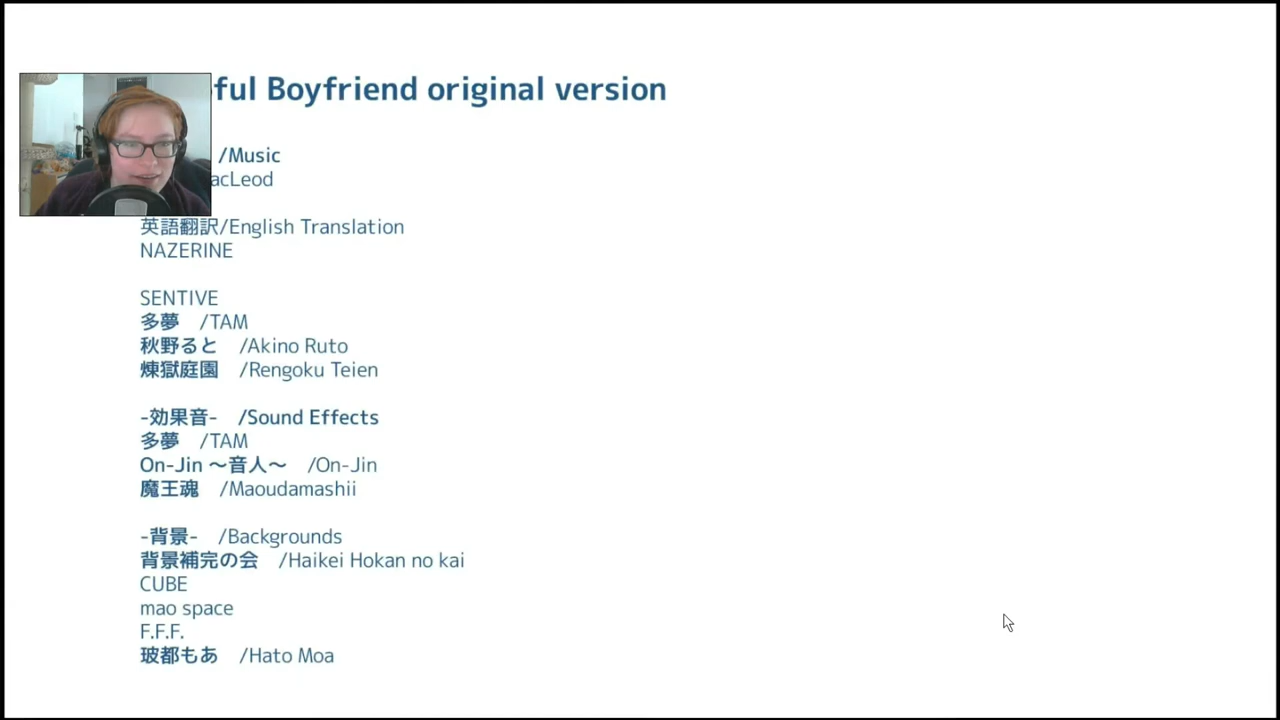 ful Boyfriend original version
/Music
acLeod
英語翻訳/English Translation
NAZERINE
SENTIVE
多夢 /TAM
秋野ると /Akino Ruto
煉獄庭園 /Rengoku Teien
-効果音- /Sound Effects
多夢 /TAM
On-Jin ～音人～ /On-Jin
魔王魂 /Maoudamashii
-背景- /Backgrounds
背景補完の会 /Haikei Hokan no kai
CUBE
mao space
F.F.F.
玻都もあ /Hato Moa